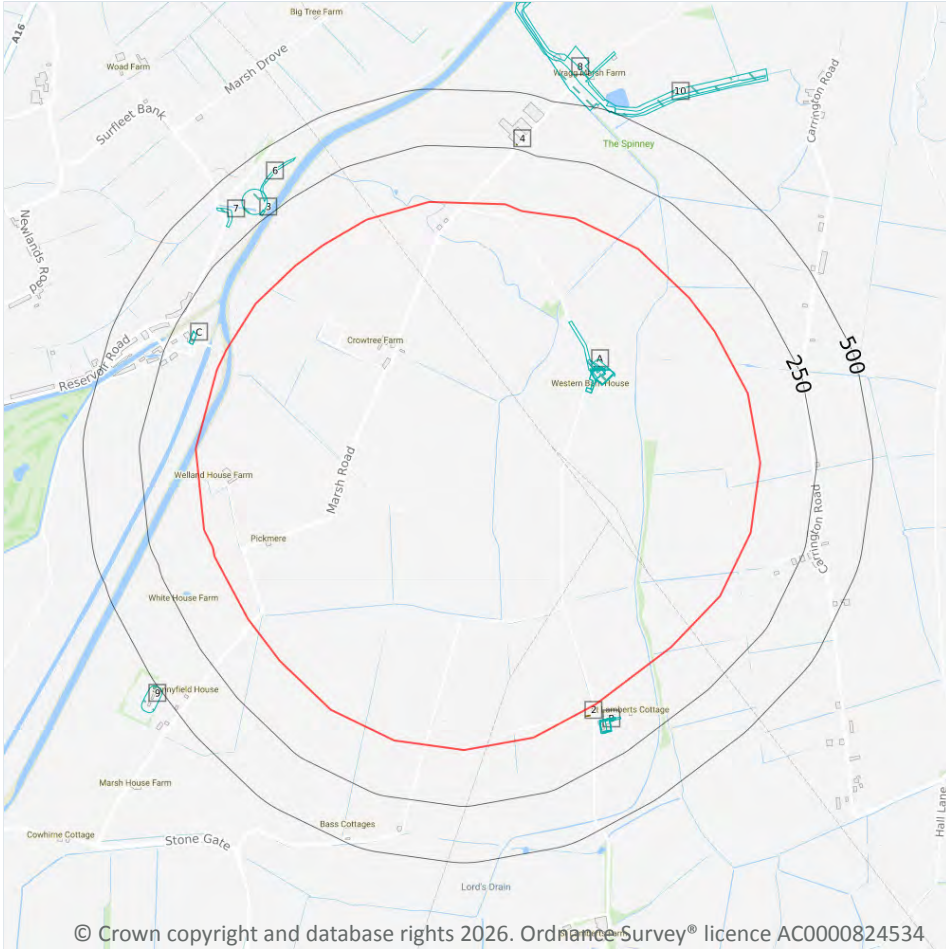 Big Tree Farm
A16
Woad Farm
Marsh Drove
8
Wragg Marsh Farm
10
Carrington Road
Surfleet Bank
4
The Spinney
6
7
3
Newlands Road
C
Crowtree Farm
Reservoir Road
A
Western Barn House
250
500
Marsh Road
Welland House Farm
Carrington Road
Pickmere
White House Farm
9
House
2
Lamberts Cottage
Marsh House Farm
Hall Lane
Bass Cottages
Cowhirne Cottage
Stone Gate
Lord's Drain
© Crown copyright and database rights 2026. Ordnance Survey® licence AC0000824534.